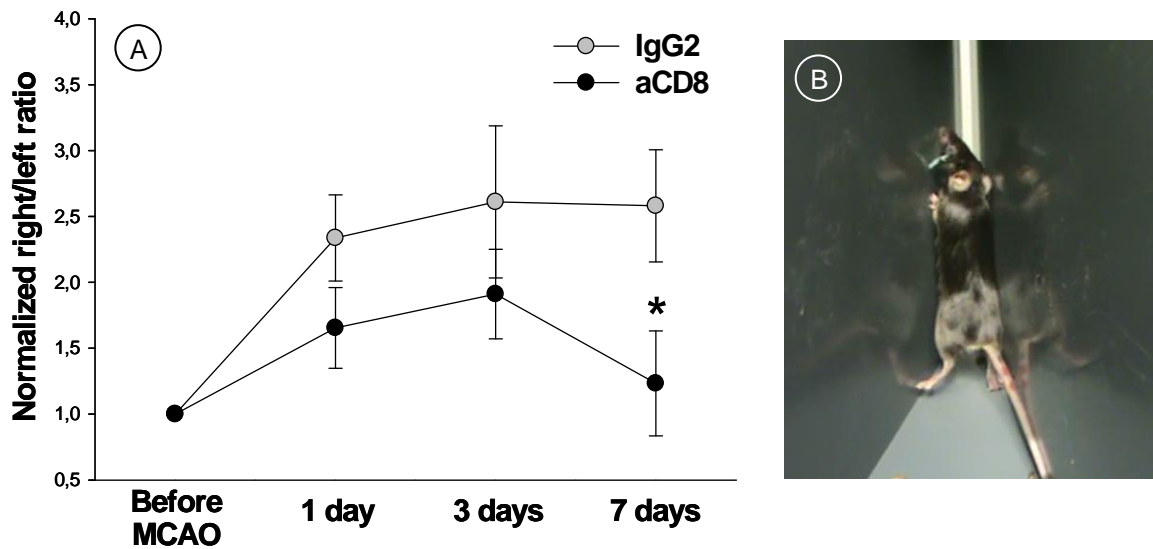 A
IgG2
aCD8
4,0
3,5
3,0
2,5
2,0
1,5
1,0
0,5
Normalized right/left ratio
*
Before
MCAO
1 day
3 days
7 days
B